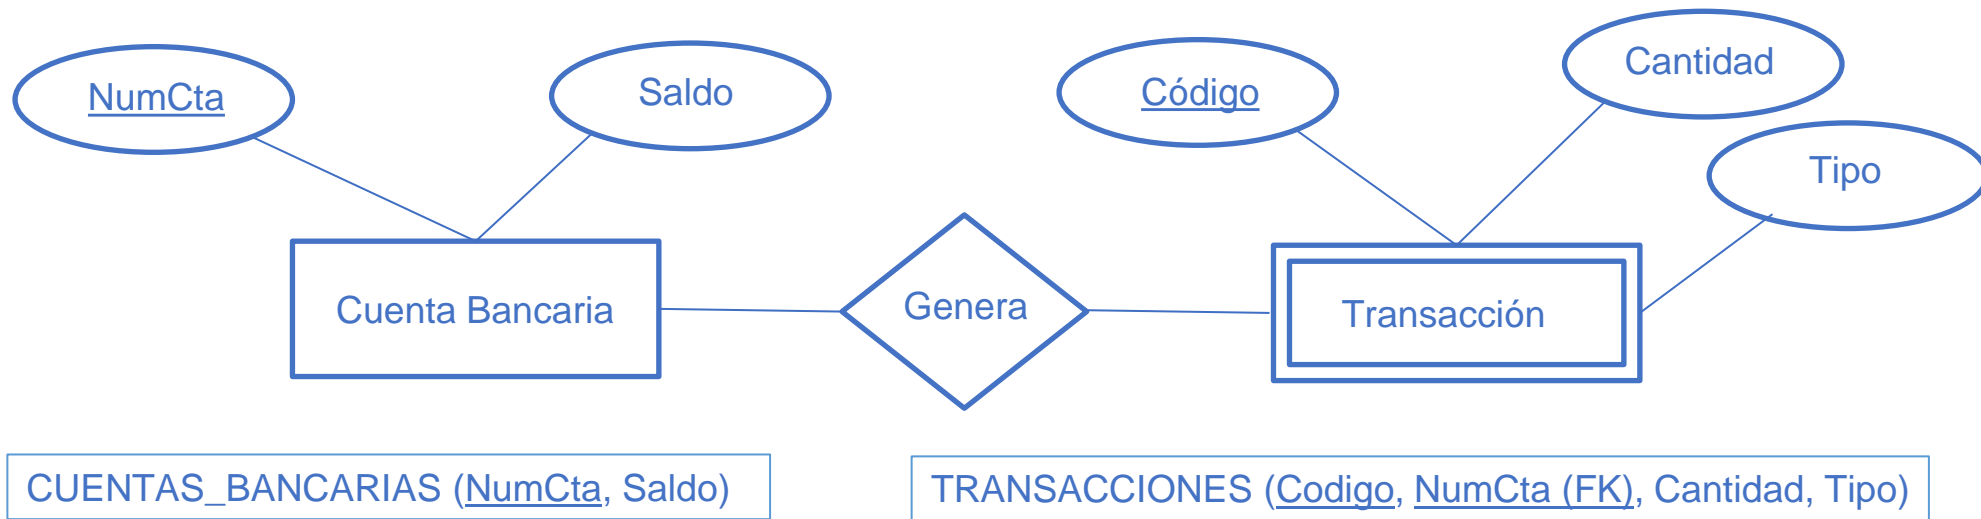 NumCta
Saldo
Código
Cantidad
Tipo
Cuenta Bancaria
Genera
Transacción
CUENTAS_BANCARIAS (NumCta, Saldo)
TRANSACCIONES (Codigo, NumCta (FK), Cantidad, Tipo)